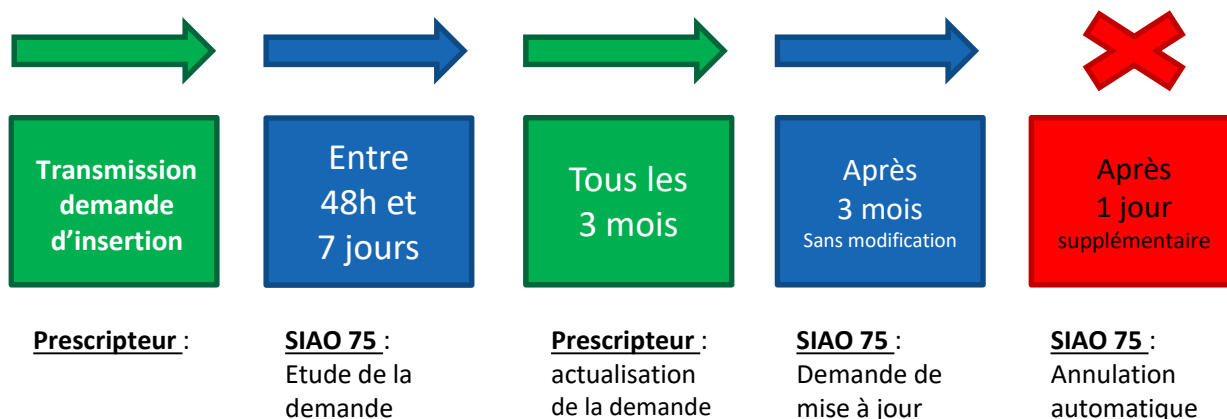 Transmission
demande
d’insertion
Entre
48h et
7 jours
Tous les
3 mois
Après
3 mois
Sans modification
Après
1 jour
supplémentaire
Prescripteur :
SIAO 75 :
Etude de la
demande
Prescripteur :
actualisation
de la demande
SIAO 75 :
Demande de
mise à jour
SIAO 75 :
Annulation
automatique